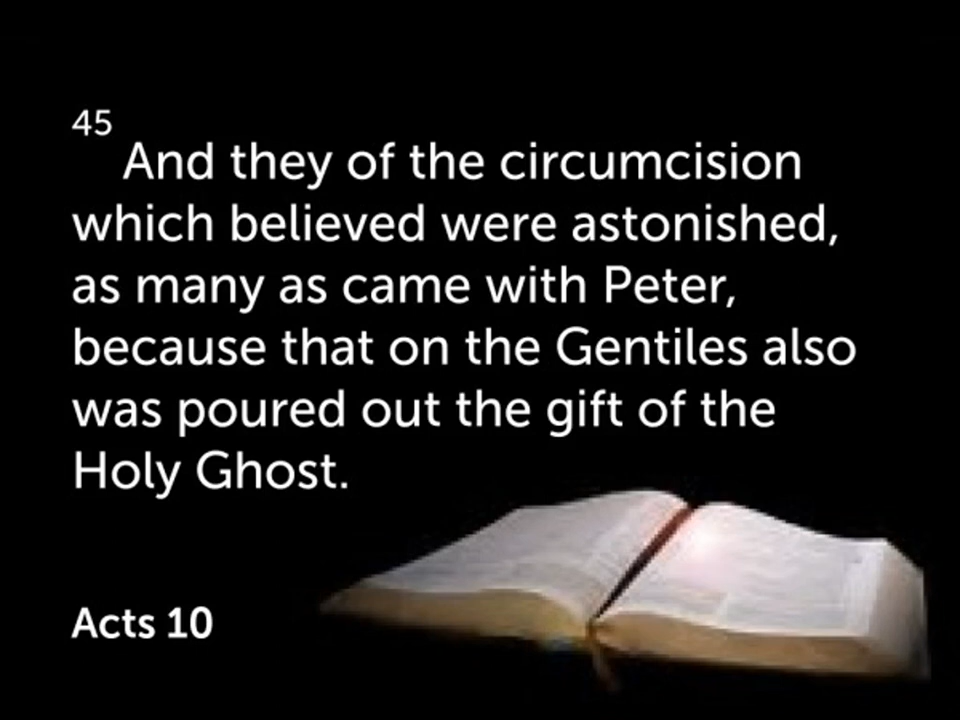 45
And they of the circumcision
which believed were astonished,
as many as came with Peter,
because that on the Gentiles also
was poured out the gift of the
Holy Ghost.
Acts 10